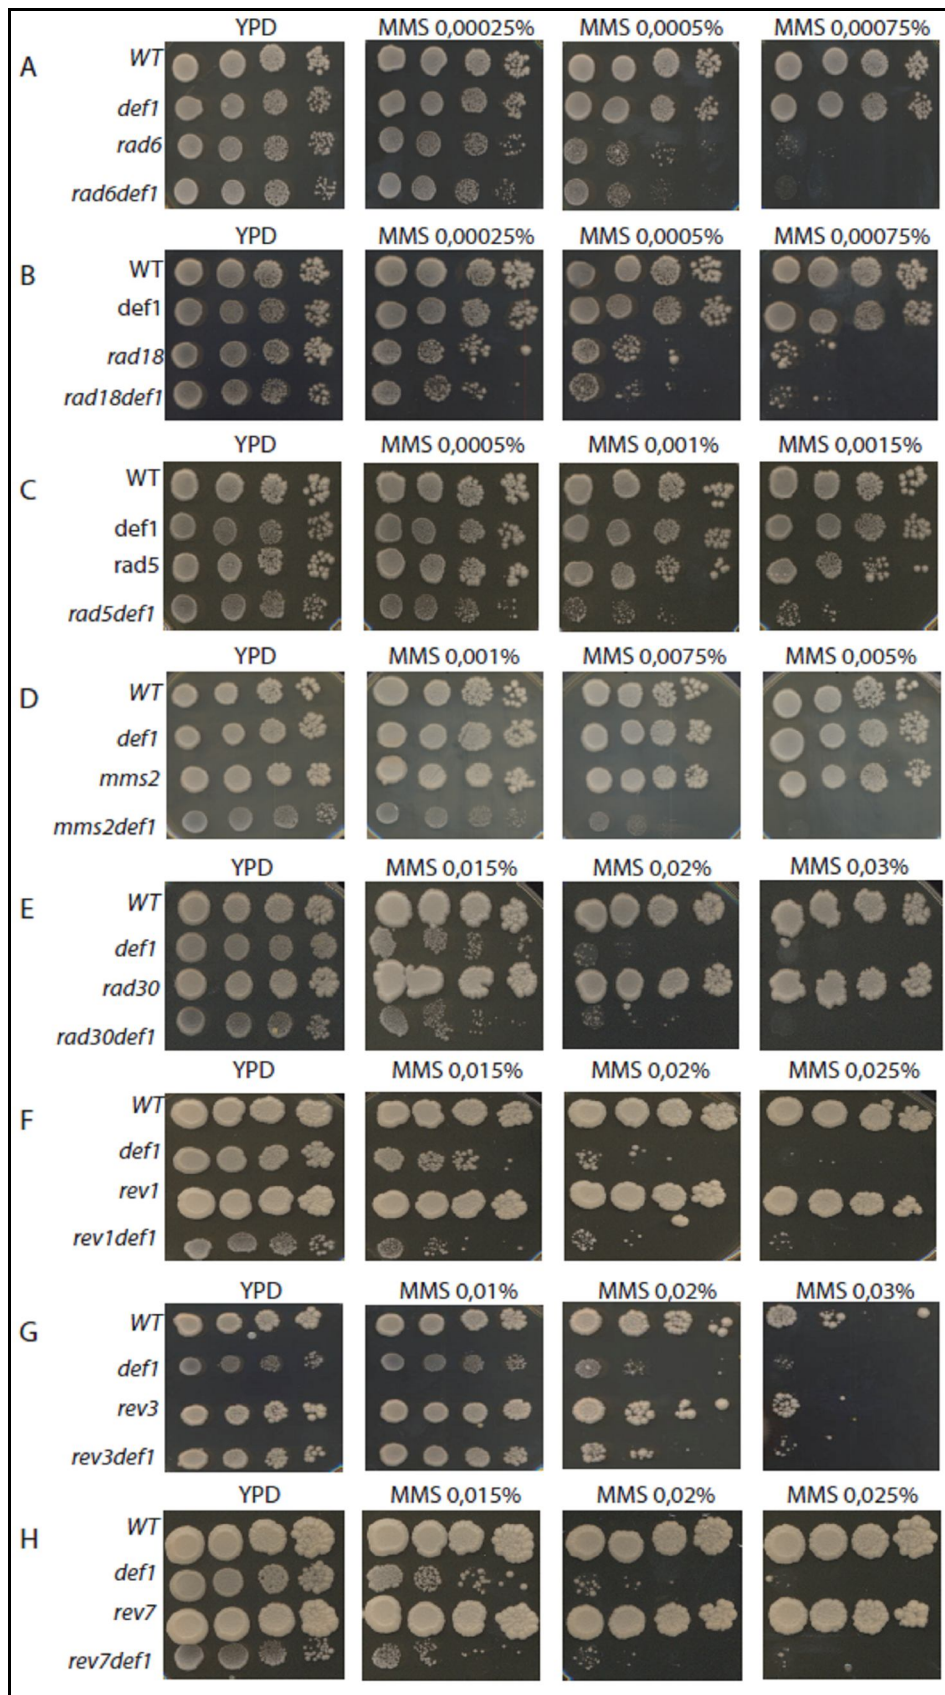 YPD MMS 0,00025% MMS 0,0005% MMS 0,00075%
A
WT
def1
rad6
rad6def1
YPD MMS 0,00025% MMS 0,0005% MMS 0,00075%
B
WT
def1
rad18
rad18def1
YPD MMS 0,0005% MMS 0,001% MMS 0,0015%
C
WT
def1
rad5
rad5def1
YPD MMS 0,001% MMS 0,0075% MMS 0,005%
D
WT
def1
mms2
mms2def1
YPD MMS 0,015% MMS 0,02% MMS 0,03%
E
WT
def1
rad30
rad30def1
YPD MMS 0,015% MMS 0,02% MMS 0,025%
F
WT
def1
rev1
rev1def1
YPD MMS 0,01% MMS 0,02% MMS 0,03%
G
WT
def1
rev3
rev3def1
YPD MMS 0,015% MMS 0,02% MMS 0,025%
H
WT
def1
rev7
rev7def1